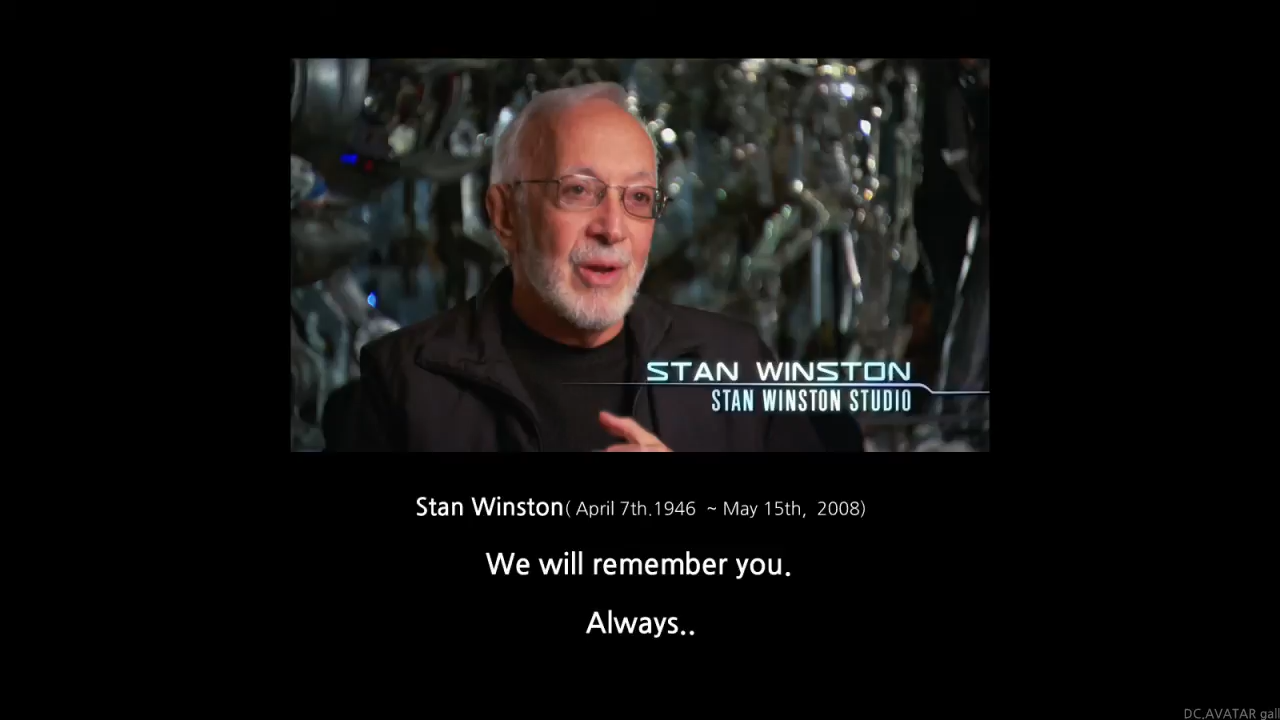 STAN WINSTON
STAN WINSTON STUDIO
Stan Winston( April 7th.1946 ~ May 15th, 2008)
We will remember you.
Always..
DC.AVATAR gall